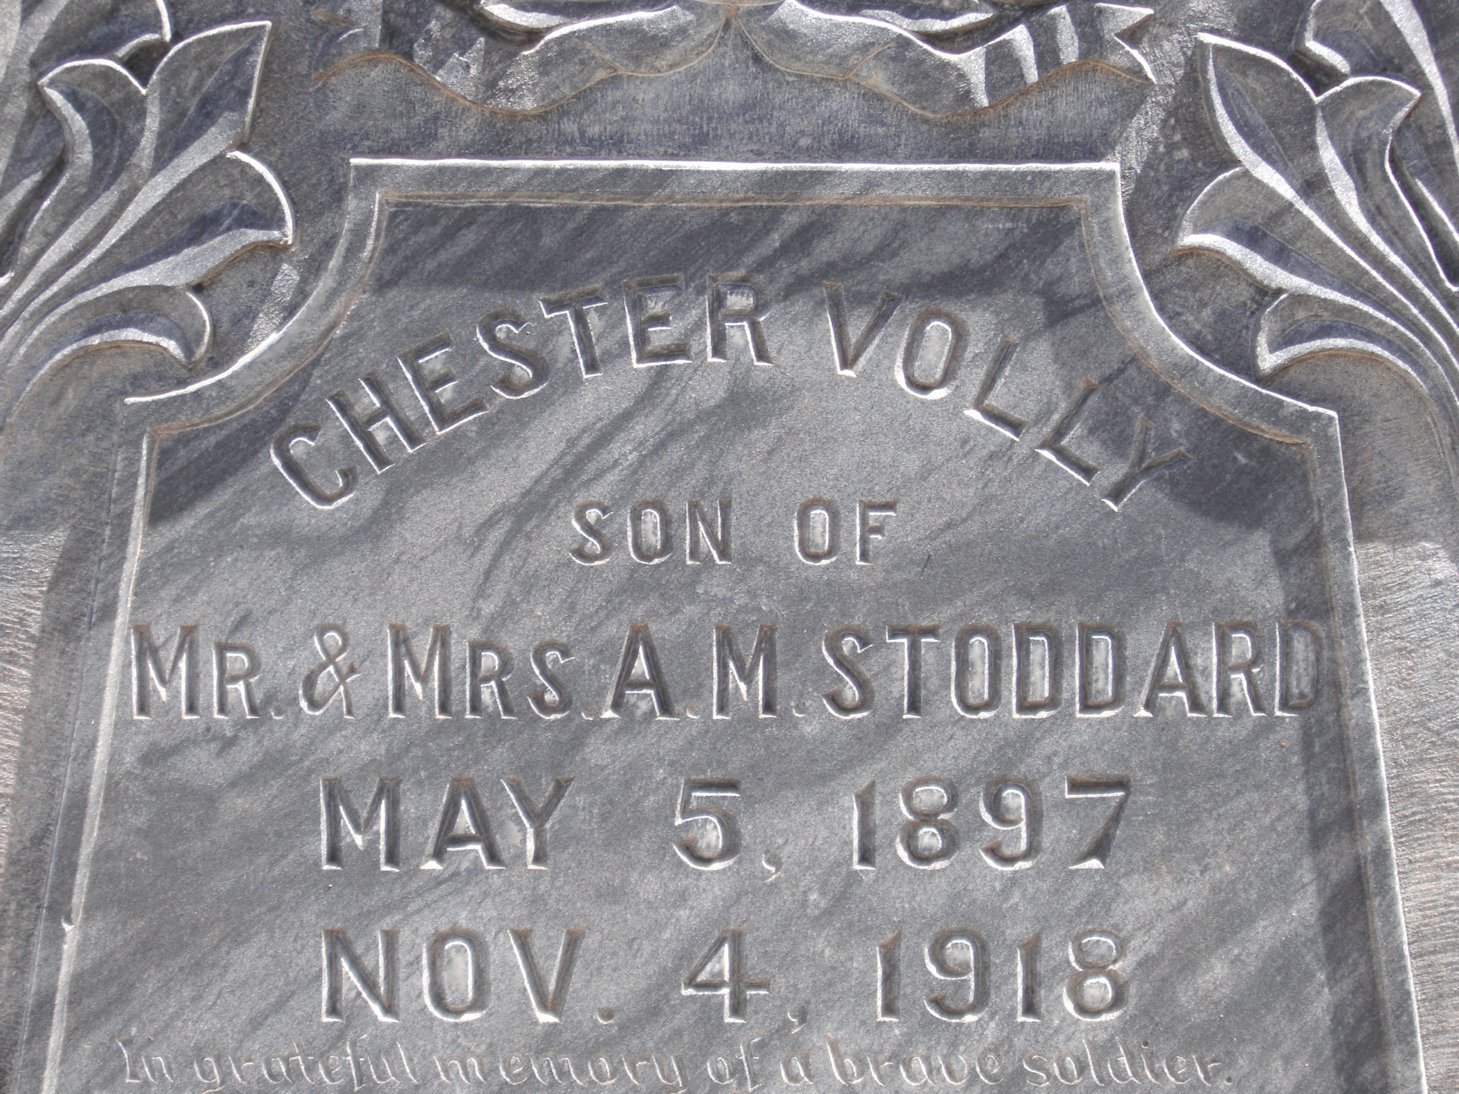 CHESTER VOLLY
SON OF
MR. & MRS. A. M. STODDARD
MAY 5, 1897
NOV. 4, 1918
In grateful memory of a brave soldier.